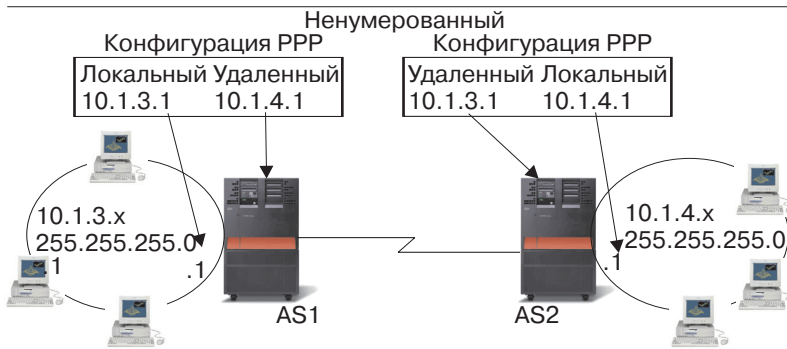 Ненумерованный
Конфигурация PPP
Локальный Удаленный
10.1.3.1 10.1.4.1
Конфигурация PPP
Удаленный Локальный
10.1.3.1 10.1.4.1
10.1.3.x
255.255.255.0
.1
.1
AS1
10.1.4.x
255.255.255.0
.1
AS2